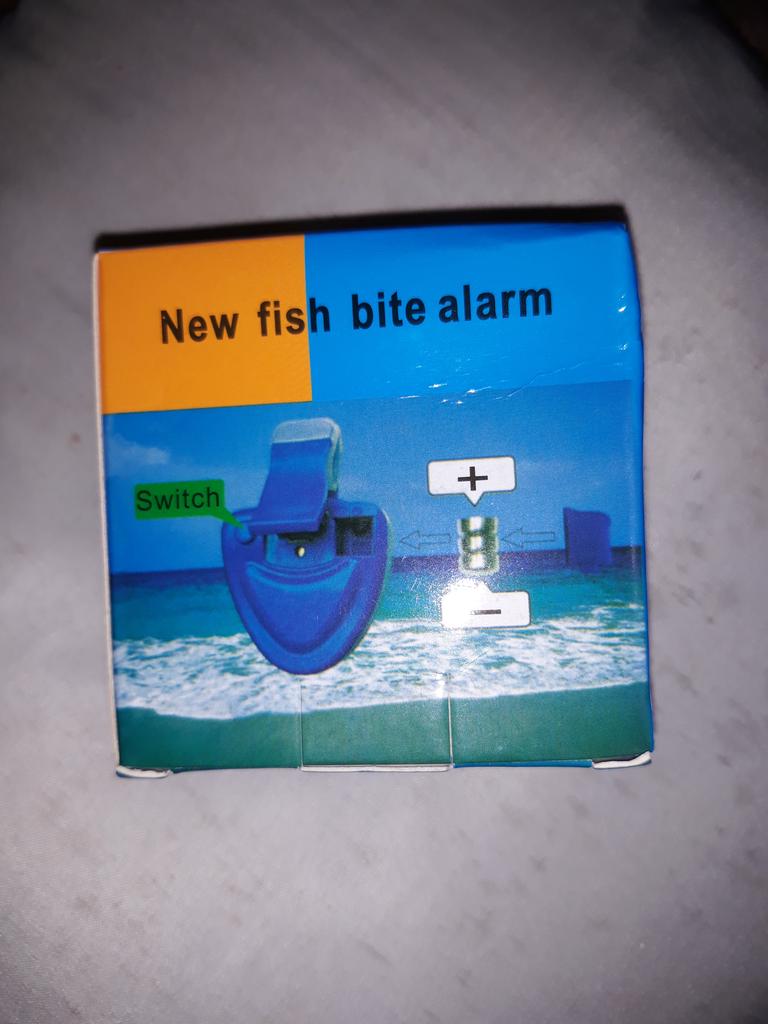 New fish bite alarm
Switch
+
−